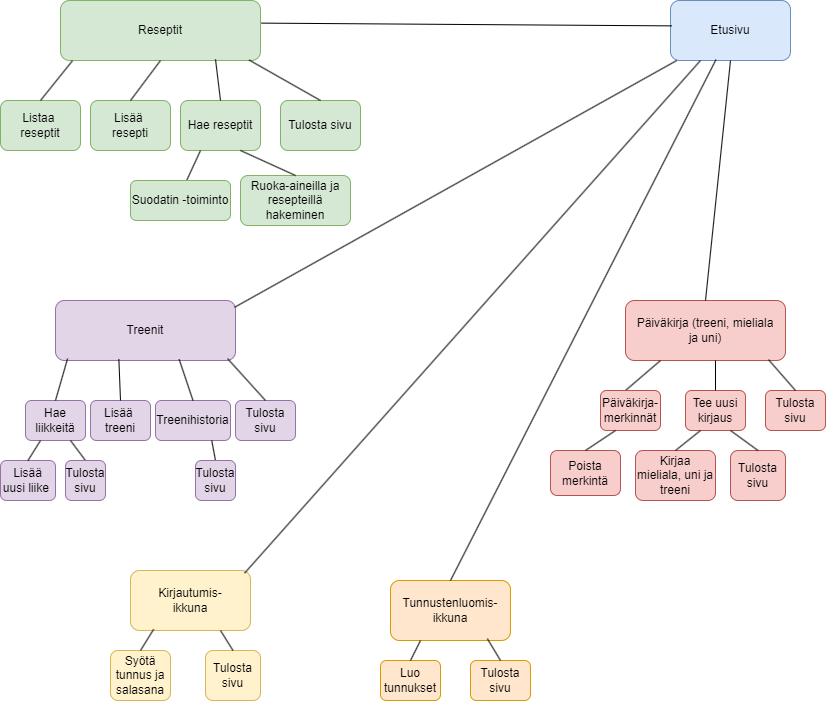 Reseptit
Etusivu
Listaa
reseptit
Lisää
resepti
Hae reseptit
Tulosta sivu
Suodatin -toiminto
Ruoka-aineilla ja
resepteillä
hakeminen
Treenit
Päiväkirja (treeni, mieliala
ja uni)
Hae
liikkeitä
Lisää
treeni
Treenihistoria
Tulosta
sivu
Päiväkirja-
merkinnät
Tee uusi
kirjaus
Tulosta
sivu
Lisää
uusi liike
Tulosta
sivu
Tulosta
sivu
Poista
merkintä
Kirjaa
mieliala, uni ja
treeni
Tulosta
sivu
Kirjautumis-
ikkuna
Tunnustenluomis-
ikkuna
Syötä
tunnus ja
salasana
Tulosta
sivu
Luo
tunnukset
Tulosta
sivu